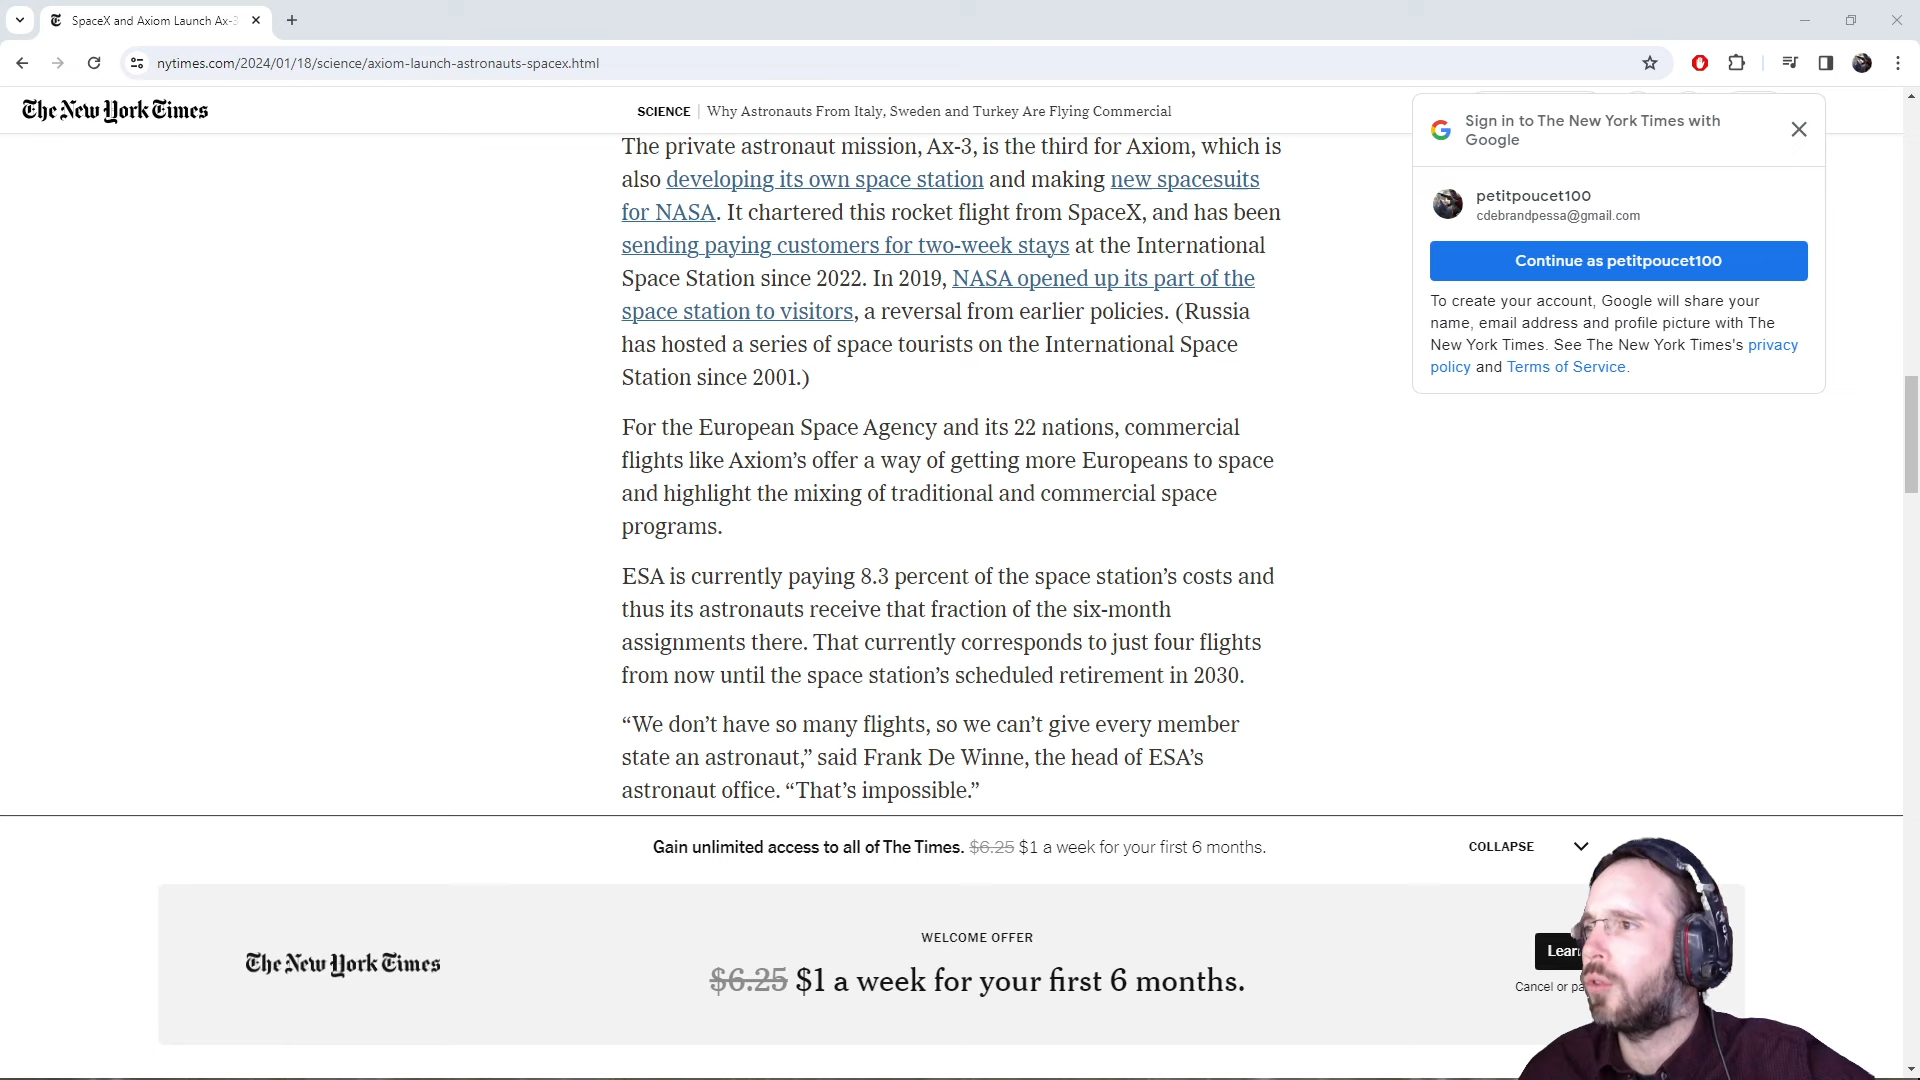 SpaceX and Axiom Launch Ax-3
nytimes.com/2024/01/18/science/axiom-launch-astronauts-spacex.html
The New York Times
SCIENCE | Why Astronauts From Italy, Sweden and Turkey Are Flying Commercial
The private astronaut mission, Ax-3, is the third for Axiom, which is
also developing its own space station and making new spacesuits
for NASA. It chartered this rocket flight from SpaceX, and has been
sending paying customers for two-week stays at the International
Space Station since 2022. In 2019, NASA opened up its part of the
space station to visitors, a reversal from earlier policies. (Russia
has hosted a series of space tourists on the International Space
Station since 2001.)
For the European Space Agency and its 22 nations, commercial
flights like Axiom’s offer a way of getting more Europeans to space
and highlight the mixing of traditional and commercial space
programs.
ESA is currently paying 8.3 percent of the space station’s costs and
thus its astronauts receive that fraction of the six-month
assignments there. That currently corresponds to just four flights
from now until the space station’s scheduled retirement in 2030.
“We don’t have so many flights, so we can’t give every member
state an astronaut,” said Frank De Winne, the head of ESA’s
astronaut office. “That’s impossible.”
Sign in to The New York Times with
Google
petitpoucet100
cdebrandpessa@gmail.com
Continue as petitpoucet100
To create your account, Google will share your
name, email address and profile picture with The
New York Times. See The New York Times's privacy
policy and Terms of Service.
Gain unlimited access to all of The Times. $6.25 $1 a week for your first 6 months.
COLLAPSE
The New York Times
WELCOME OFFER
$6.25 $1 a week for your first 6 months.
Cancel or